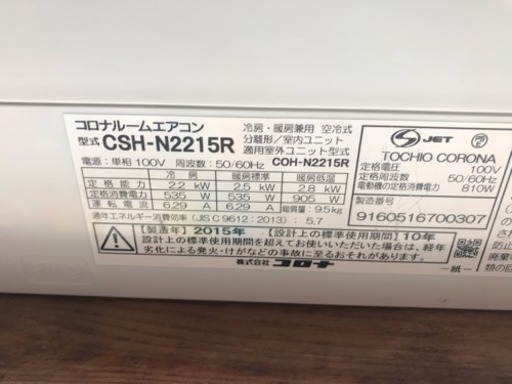 コロナルームエアコン
型式 CSH-N2215R
冷房・暖房兼用 空冷式
分離形／室内ユニット
適用室外ユニット型式
電源：単相100V 周波数：50/60Hz COH-N2215R
冷房 暖房 暖房低温
定格能力 2.2 kW 2.5 kW 2.8 kW
定格消費電力 535 W 535 W 905 W
運転電流 6.29 A 6.29 A 総質量：9.5kg
通年エネルギー消費効率（JIS C 9612：2013）：5.7
【製造年】2015年【設計上の標準使用期間】10年
設計上の標準使用期間を超えてお使いいただいた場合は、経年
劣化による発火・けがなどの事故に至るおそれがあります。
株式会社 コロナ
JET
TOCHIO CORONA
定格電圧 100V
定格周波数 50/60Hz
電動機の定格消費電力 810W
製造番号
9160516700307
－紙－